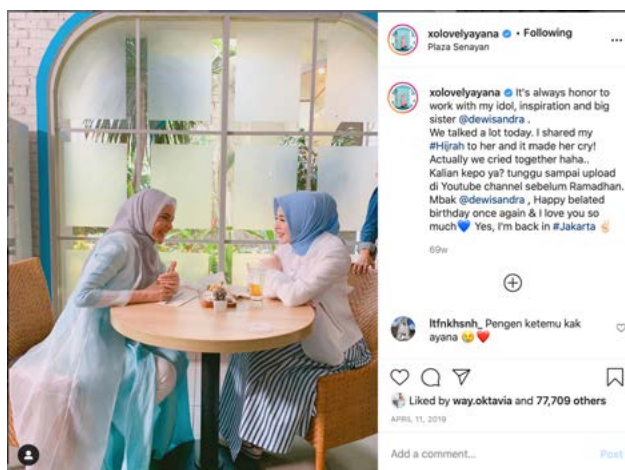 xolovelyayana • Following
Plaza Senayan
xolovelyayana It's always honor to
work with my idol, inspiration and big
sister @dewisandra .
We talked a lot today. I shared my
#Hijrah to her and it made her cry!
Actually we cried together haha..
Kalian kepo ya? tunggu sampai upload
di Youtube channel sebelum Ramadhan.
Mbak @dewisandra , Happy belated
birthday once again & I love you so
much💙 Yes, I'm back in #Jakarta ✌🏻
69w
ltfnkhsnh_ Pengen ketemu kak
ayana 😢❤️
Liked by way.oktavia and 77,709 others
APRIL 11, 2019
Add a comment... Post